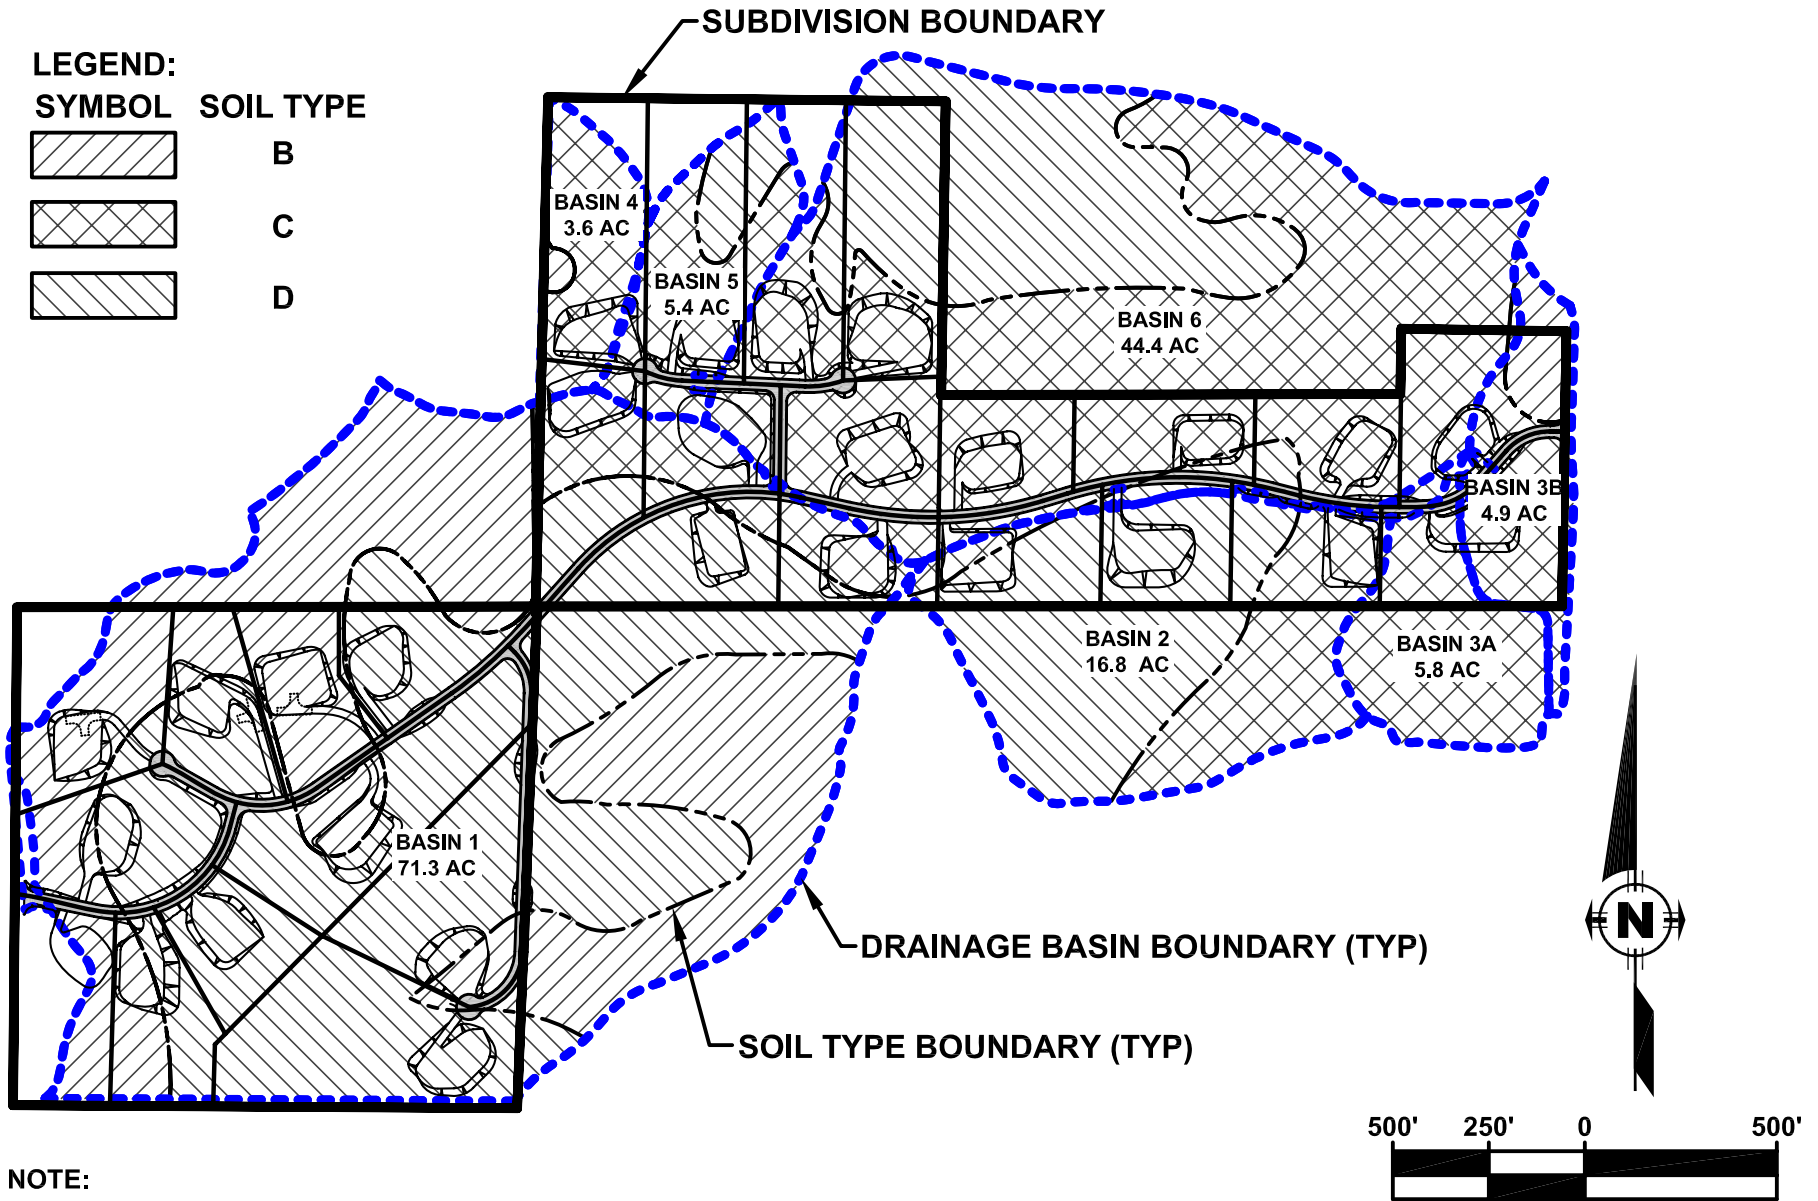 SUBDIVISION BOUNDARY
LEGEND:
SYMBOL SOIL TYPE
B
C
D
BASIN 4
3.6 AC
BASIN 5
5.4 AC
BASIN 6
44.4 AC
BASIN 3B
4.9 AC
BASIN 2
16.8 AC
BASIN 3A
5.8 AC
BASIN 1
71.3 AC
N
DRAINAGE BASIN BOUNDARY (TYP)
SOIL TYPE BOUNDARY (TYP)
500' 250' 0 500'
NOTE: